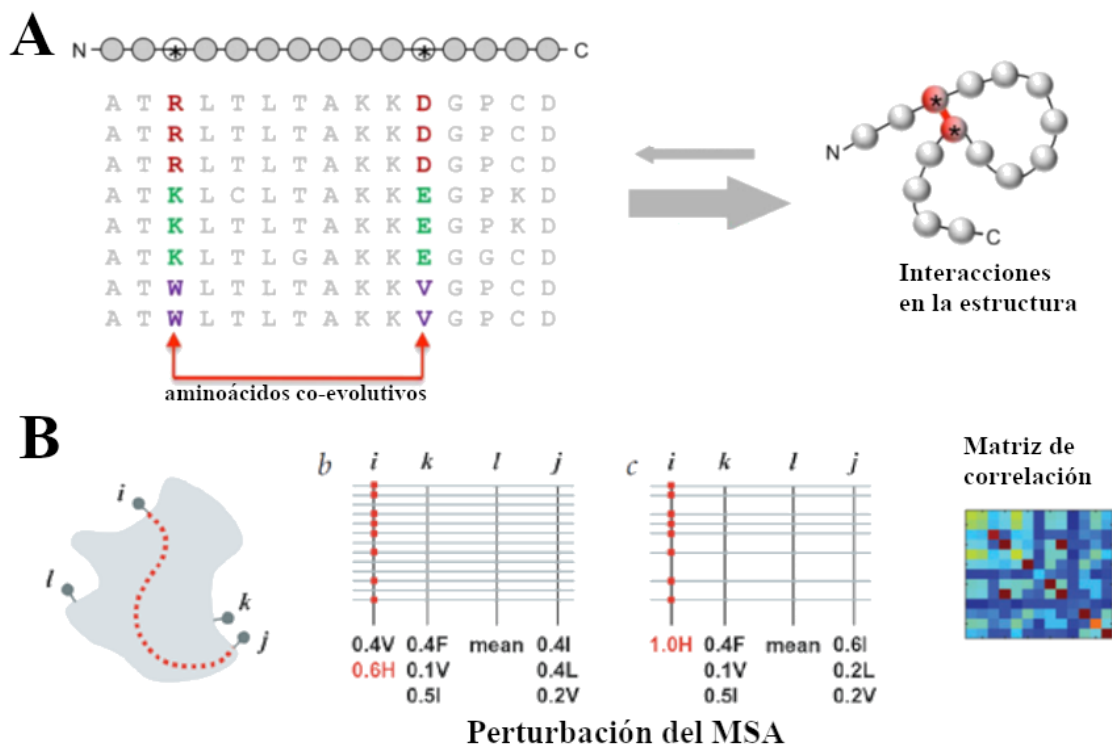 A
N * * C
A T R L T L T A K K D G P C D
A T R L T L T A K K D G P C D
A T R L T L T A K K D G P C D
A T K L C L T A K K E G P K D
A T K L T L T A K K E G P K D
A T K L T L G A K K E G G C D
A T W L T L T A K K V G P C D
A T W L T L T A K K V G P C D
aminoácidos co-evolutivos
* *
N
C
Interacciones
en la estructura
B
i
l
k
j
b i k l j
0.4V 0.4F mean 0.4I
0.6H 0.1V 0.4L
0.5I 0.2V
c i k l j
1.0H 0.4F mean 0.6I
0.1V 0.2L
0.5I 0.2V
Perturbación del MSA
Matriz de
correlación